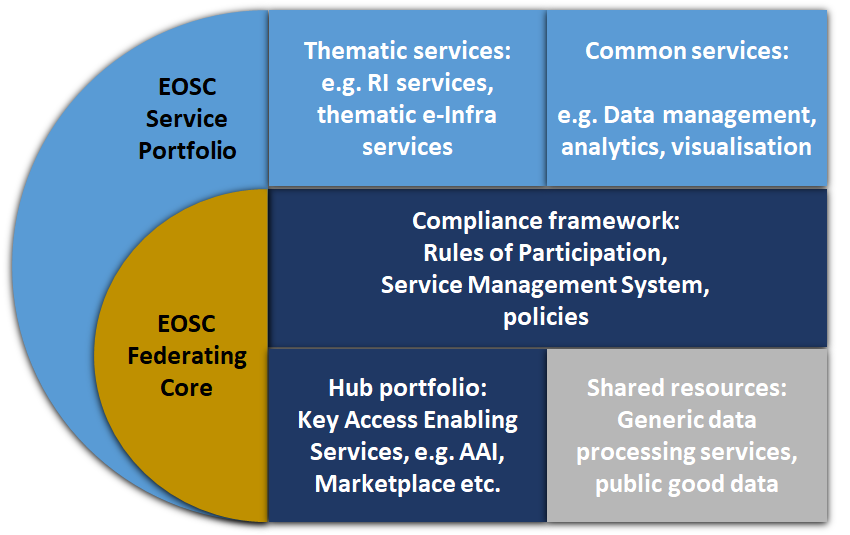 EOSC
Service
Portfolio
Thematic services:
e.g. RI services,
thematic e-Infra
services
Common services:
e.g. Data management,
analytics, visualisation
EOSC
Federating
Core
Compliance framework:
Rules of Participation,
Service Management System,
policies
Hub portfolio:
Key Access Enabling
Services, e.g. AAI,
Marketplace etc.
Shared resources:
Generic data
processing services,
public good data